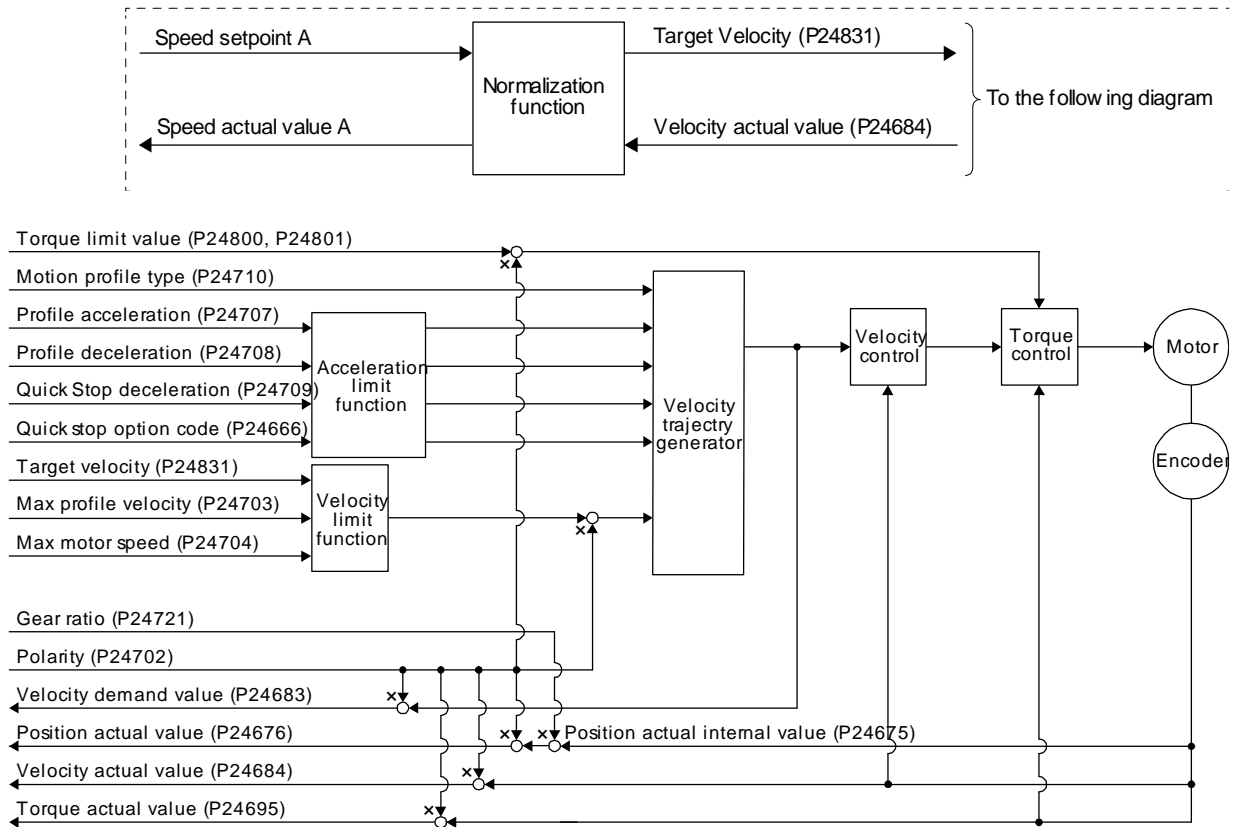 Speed setpoint A
Target Velocity (P24831)
Normalization
function
To the following diagram
Speed actual value A
Velocity actual value (P24684)
Torque limit value (P24800, P24801)
×
Motion profile type (P24710)
Profile acceleration (P24707)
Profile deceleration (P24708)
Quick Stop deceleration (P24709)
Quick stop option code (P24666)
Acceleration
limit
function
Target velocity (P24831)
Max profile velocity (P24703)
Max motor speed (P24704)
Velocity
limit
function
×
Velocity
trajectry
generator
Velocity
control
Torque
control
Motor
Encoder
Gear ratio (P24721)
Polarity (P24702)
Velocity demand value (P24683)
×
Position actual value (P24676)
×
×
Position actual internal value (P24675)
Velocity actual value (P24684)
×
Torque actual value (P24695)
×